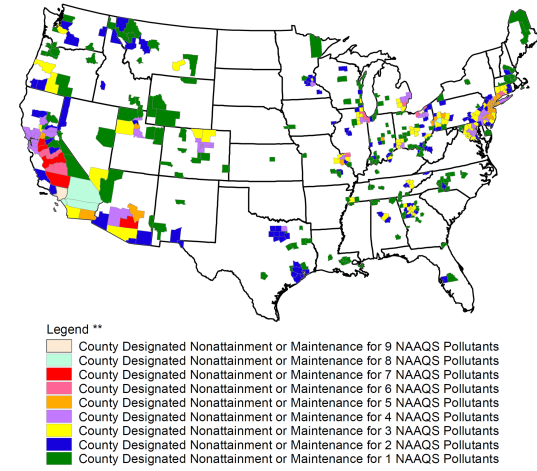 Legend **
County Designated Nonattainment or Maintenance for 9 NAAQS Pollutants
County Designated Nonattainment or Maintenance for 8 NAAQS Pollutants
County Designated Nonattainment or Maintenance for 7 NAAQS Pollutants
County Designated Nonattainment or Maintenance for 6 NAAQS Pollutants
County Designated Nonattainment or Maintenance for 5 NAAQS Pollutants
County Designated Nonattainment or Maintenance for 4 NAAQS Pollutants
County Designated Nonattainment or Maintenance for 3 NAAQS Pollutants
County Designated Nonattainment or Maintenance for 2 NAAQS Pollutants
County Designated Nonattainment or Maintenance for 1 NAAQS Pollutants